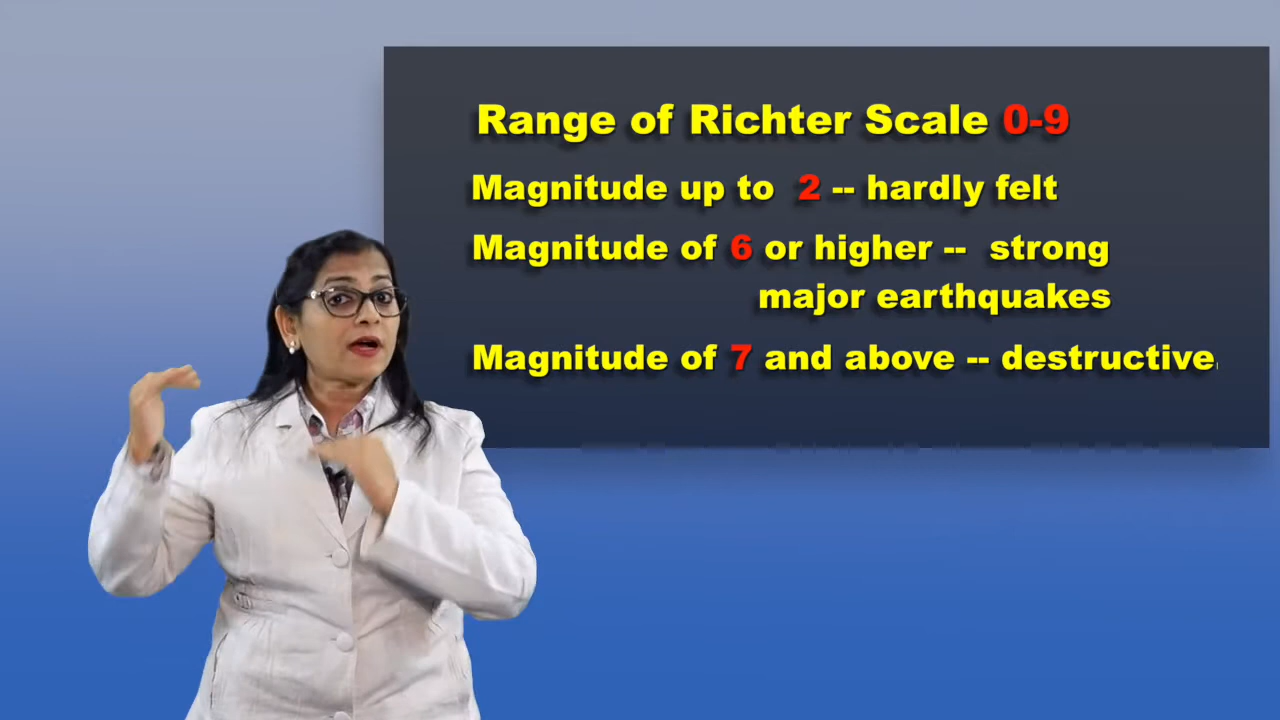 Range of Richter Scale 0-9
Magnitude up to 2 -- hardly felt
Magnitude of 6 or higher -- strong
major earthquakes
Magnitude of 7 and above -- destructive